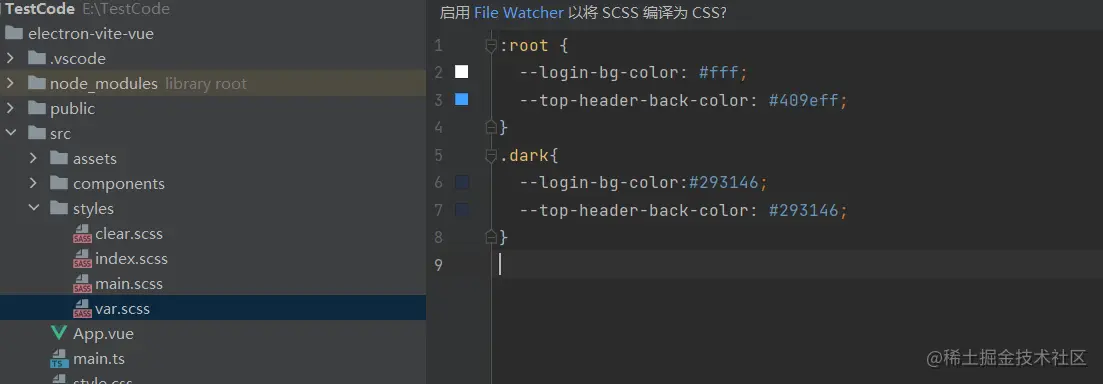 TestCode E:\TestCode
electron-vite-vue
.vscode
node_modules library root
public
src
assets
components
styles
clear.scss
index.scss
main.scss
var.scss
App.vue
main.ts
style.css
启用 File Watcher 以将 SCSS 编译为 CSS?
1 :root {
2 --login-bg-color: #fff;
3 --top-header-back-color: #409eff;
4 }
5 .dark{
6 --login-bg-color:#293146;
7 --top-header-back-color: #293146;
8 }
9
@稀土掘金技术社区